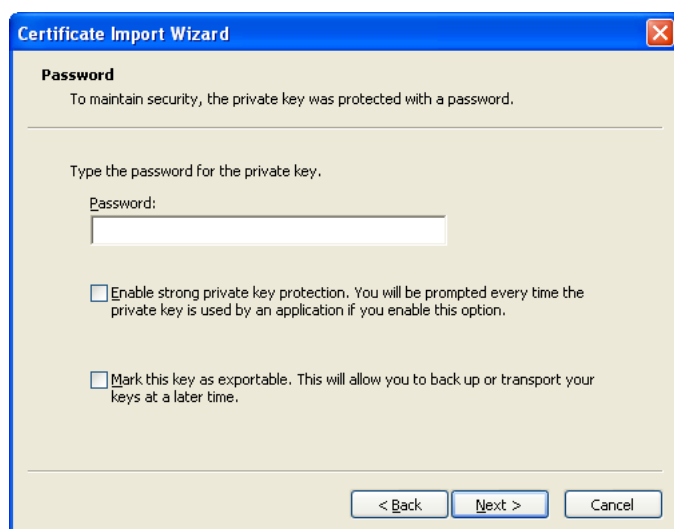 Certificate Import Wizard
Password
To maintain security, the private key was protected with a password.
Type the password for the private key.
Password:
Enable strong private key protection. You will be prompted every time the
private key is used by an application if you enable this option.
Mark this key as exportable. This will allow you to back up or transport your
keys at a later time.
< Back Next > Cancel